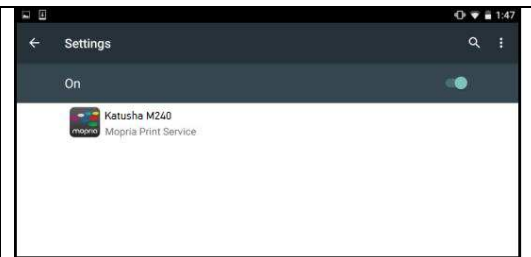 1:47
Settings
On
Katusha M240
mopria
Mopria Print Service